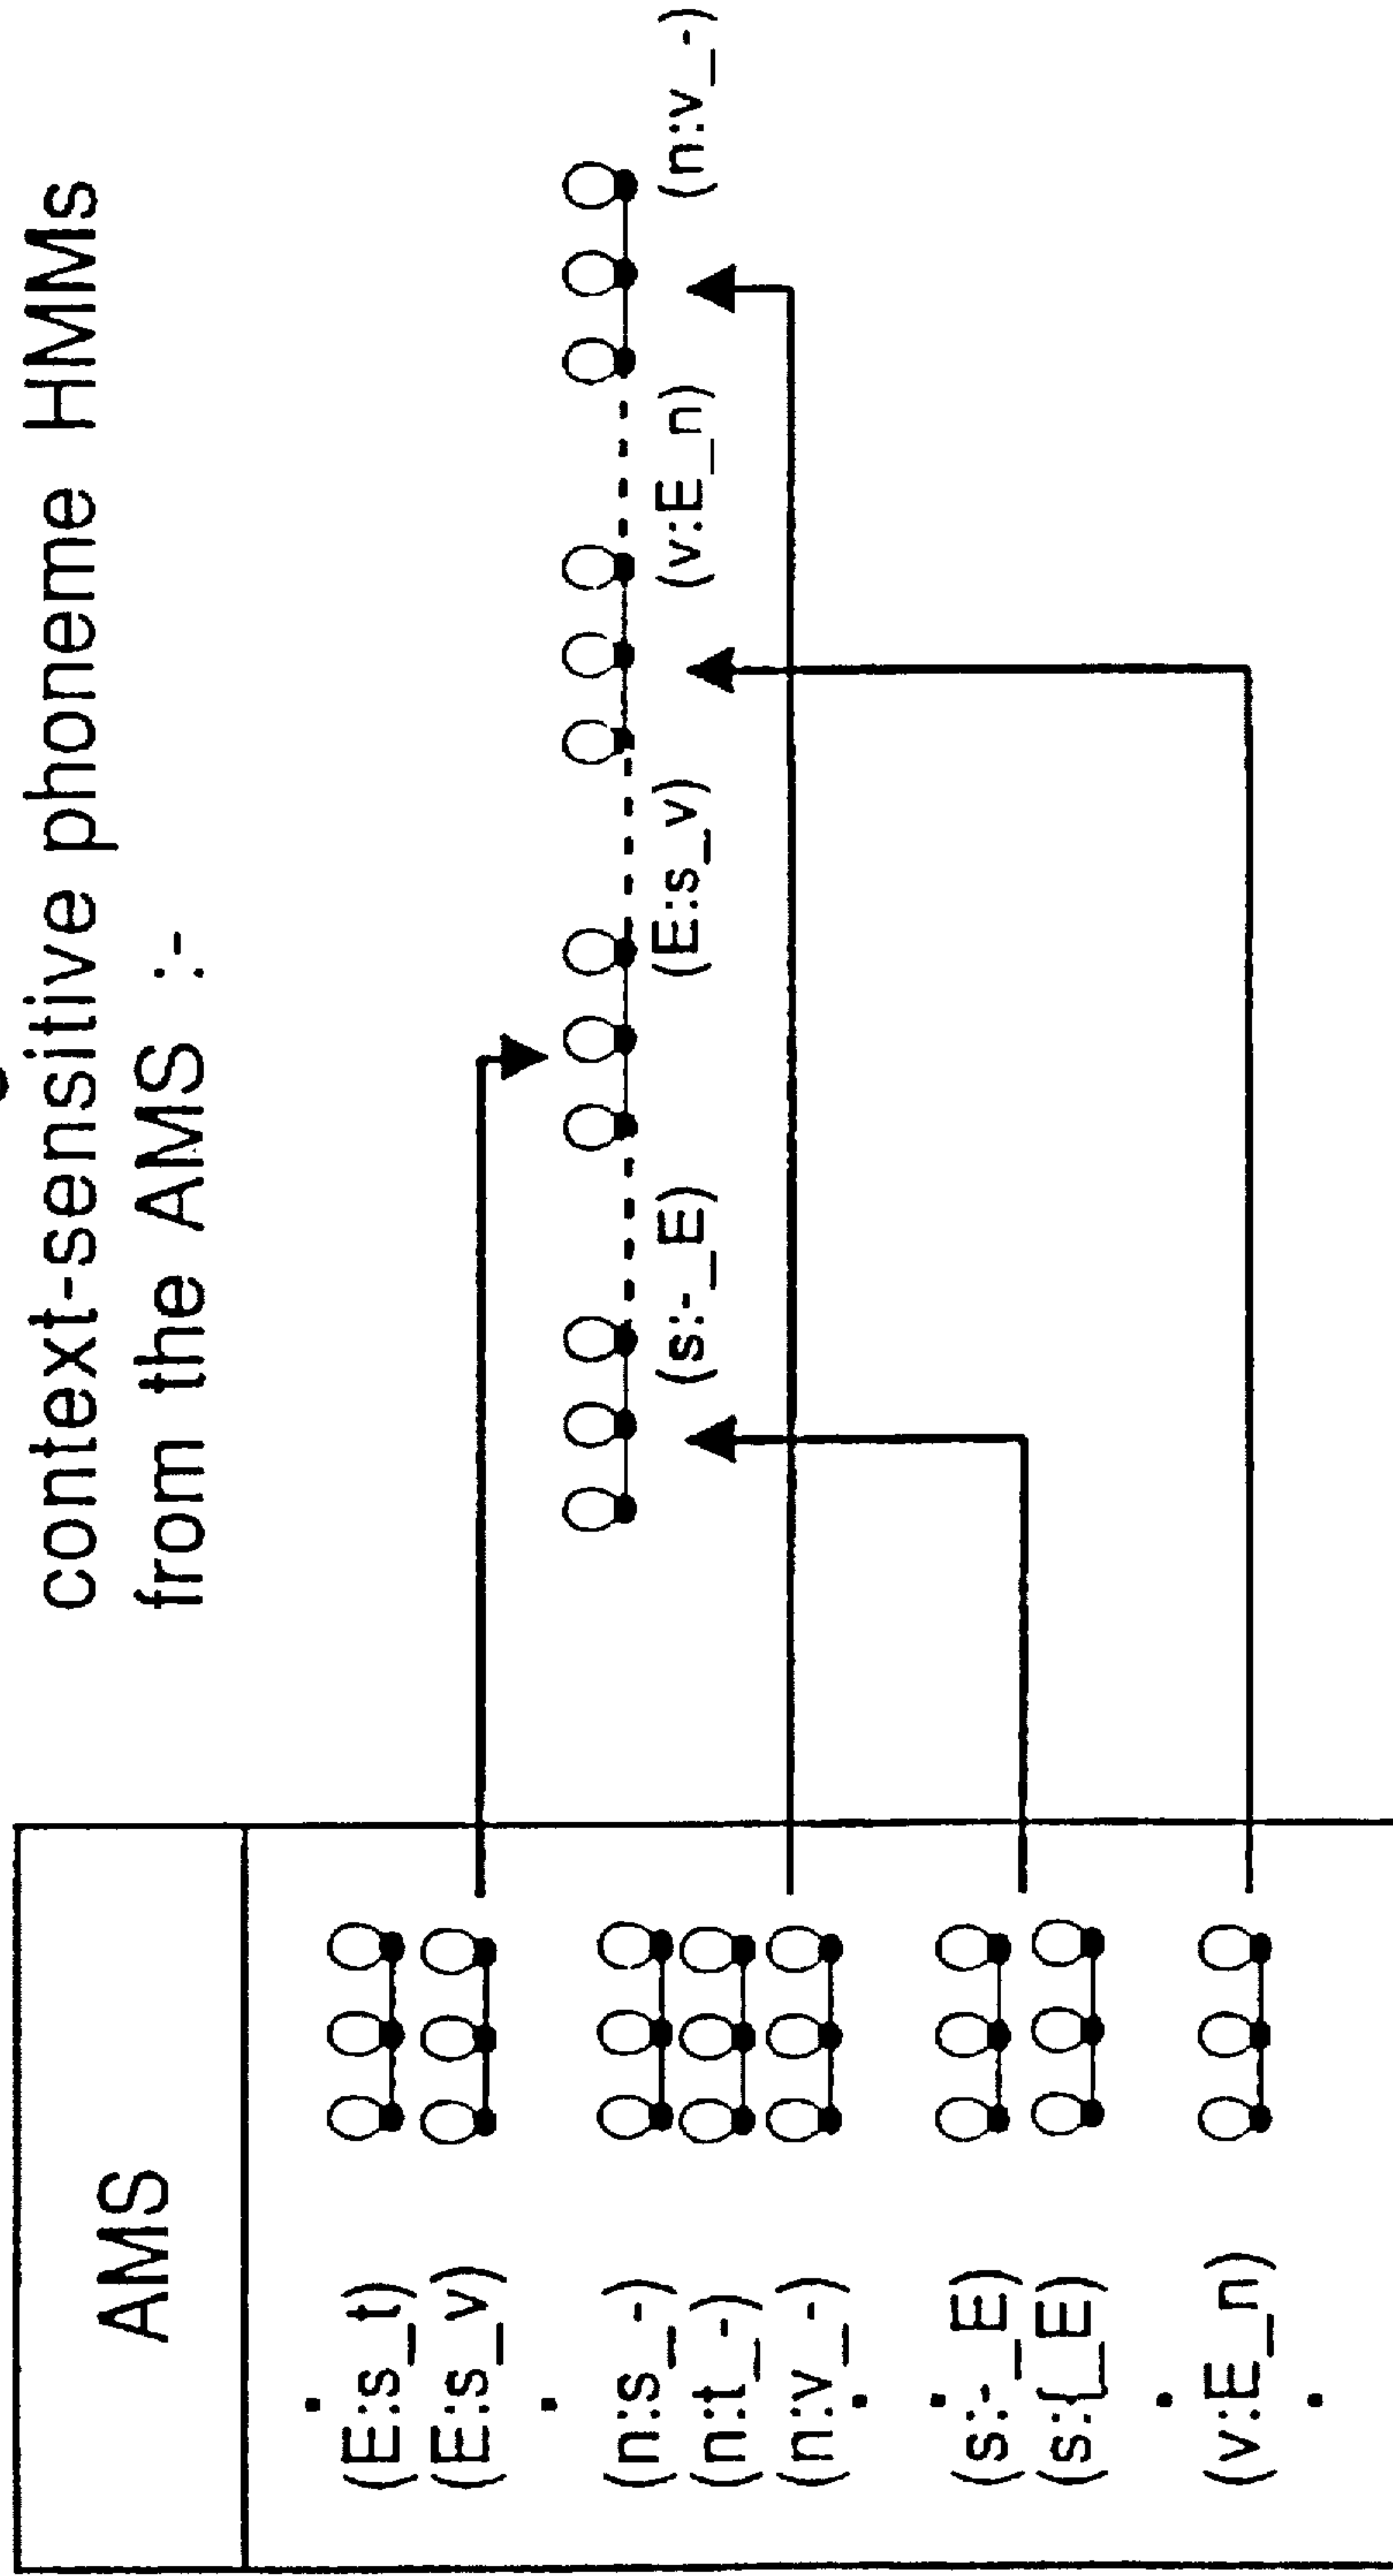 context-sensitive phoneme HMMs
from the AMS :-
AMS
(E:s_t)
(E:s_v)
(n:s_-)
(n:t_-)
(n:v_-)
(s:-_E)
(s:{_E)
(v:E_n)
(s:-_E)
(E:s_v)
(v:E_n)
(n:v_-)